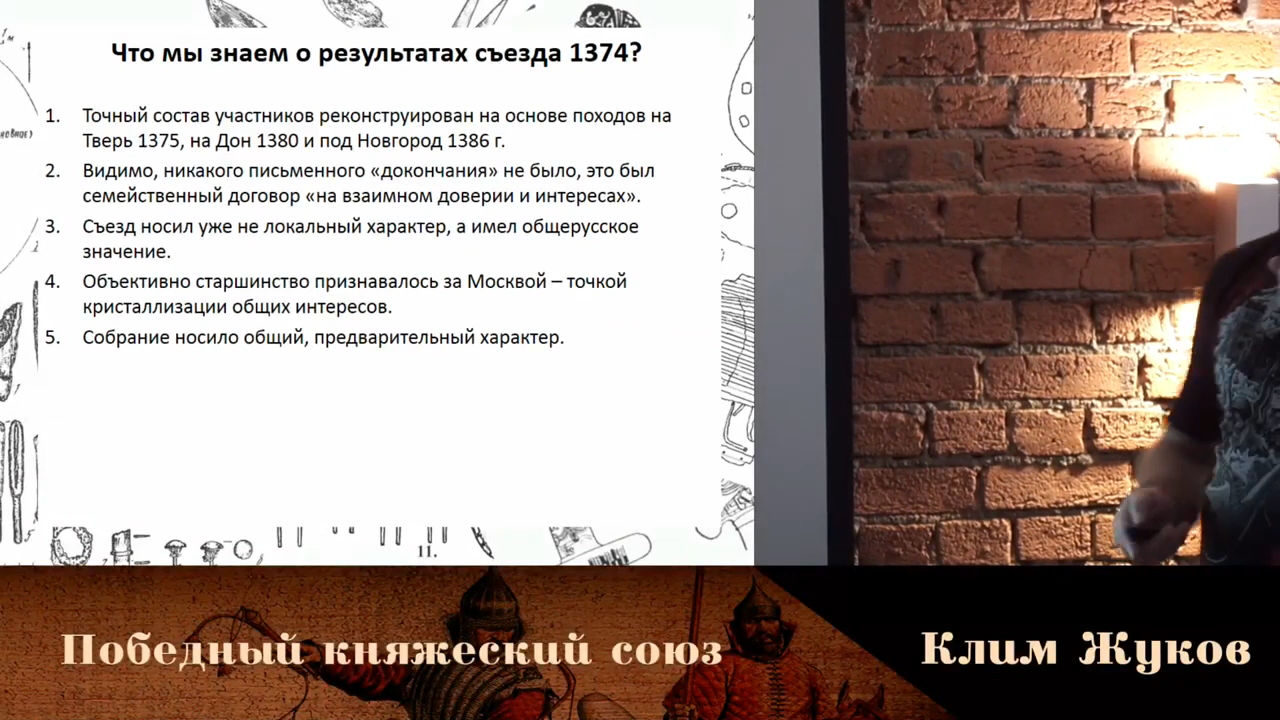 Что мы знаем о результатах съезда 1374?
1. Точный состав участников реконструирован на основе походов на
Тверь 1375, на Дон 1380 и под Новгород 1386 г.
2. Видимо, никакого письменного «докончания» не было, это был
семейственный договор «на взаимном доверии и интересах».
3. Съезд носил уже не локальный характер, а имел общерусское
значение.
4. Объективно старшинство признавалось за Москвой – точкой
кристаллизации общих интересов.
5. Собрание носило общий, предварительный характер.
II.
Победный княжеский союз
Клим Жуков